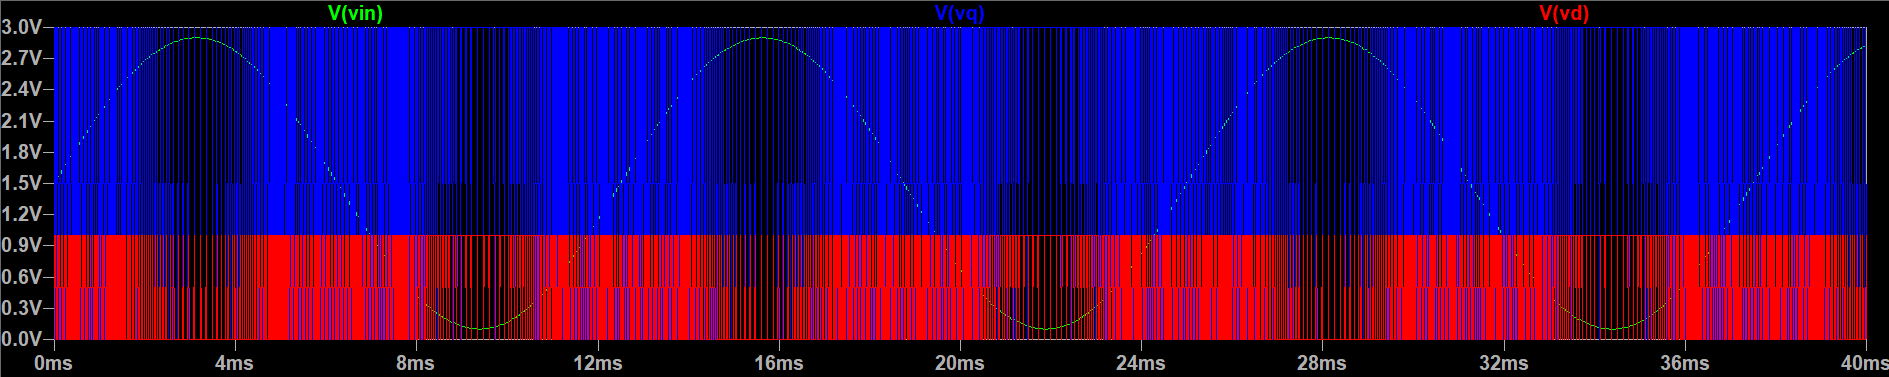 V(vin) V(vq) V(vd)
3.0V
2.7V
2.4V
2.1V
1.8V
1.5V
1.2V
0.9V
0.6V
0.3V
0.0V
0ms 4ms 8ms 12ms 16ms 20ms 24ms 28ms 32ms 36ms 40ms